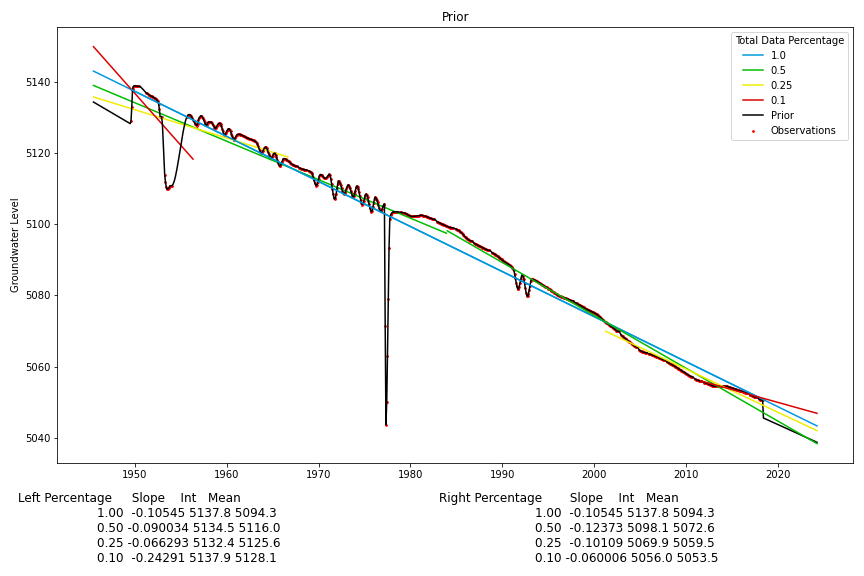 Prior
Total Data Percentage
1.0
0.5
0.25
0.1
Prior
Observations
Groundwater Level
5140
5120
5100
5080
5060
5040
1950 1960 1970 1980 1990 2000 2010 2020
Left Percentage Slope Int Mean
1.00 -0.10545 5137.8 5094.3
0.50 -0.090034 5134.5 5116.0
0.25 -0.066293 5132.4 5125.6
0.10 -0.24291 5137.9 5128.1
Right Percentage Slope Int Mean
1.00 -0.10545 5137.8 5094.3
0.50 -0.12373 5098.1 5072.6
0.25 -0.10109 5069.9 5059.5
0.10 -0.060006 5056.0 5053.5